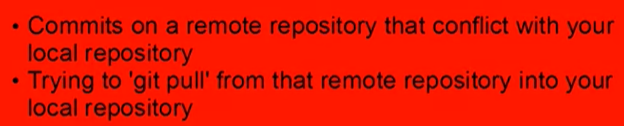 • Commits on a remote repository that conflict with your
local repository
• Trying to 'git pull' from that remote repository into your
local repository